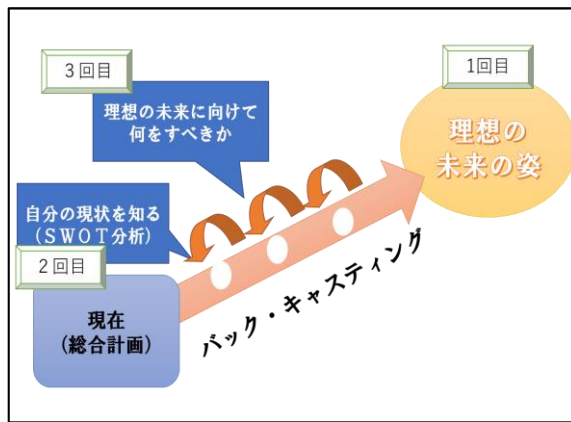 3回目
理想の未来に向けて
何をすべきか
1回目
理想の
未来の姿
自分の現状を知る
(SWOT分析)
2回目
現在
(総合計画)
バック・キャスティング